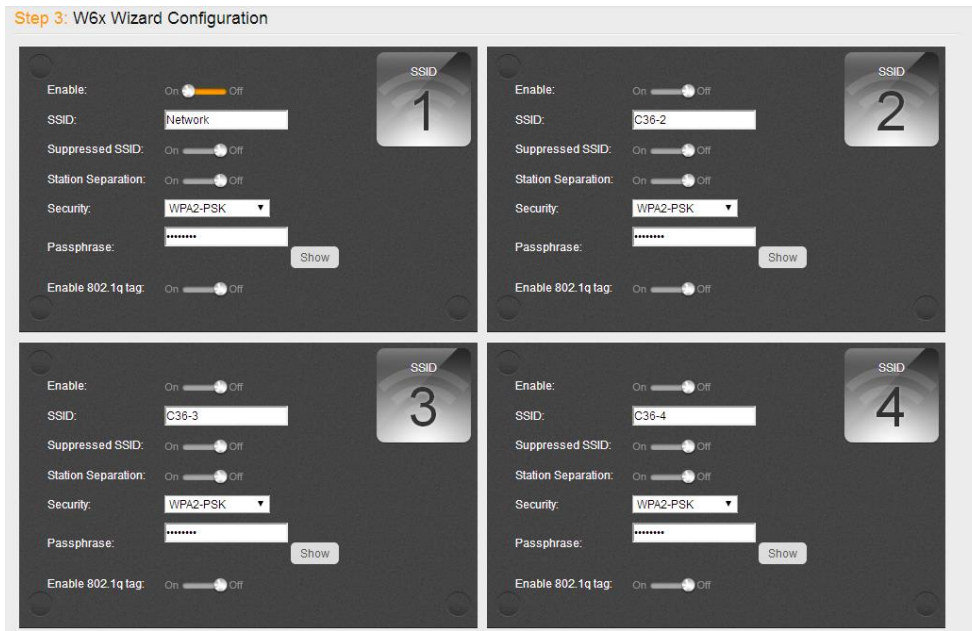 Step 3: W6x Wizard Configuration
SSID
1
Enable: On Off
SSID: Network
Suppressed SSID: On Off
Station Separation: On Off
Security: WPA2-PSK
Passphrase: ••••••••
Show
Enable 802.1q tag: On Off
SSID
2
Enable: On Off
SSID: C36-2
Suppressed SSID: On Off
Station Separation: On Off
Security: WPA2-PSK
Passphrase: ••••••••
Show
Enable 802.1q tag: On Off
SSID
3
Enable: On Off
SSID: C36-3
Suppressed SSID: On Off
Station Separation: On Off
Security: WPA2-PSK
Passphrase: ••••••••
Show
Enable 802.1q tag: On Off
SSID
4
Enable: On Off
SSID: C36-4
Suppressed SSID: On Off
Station Separation: On Off
Security: WPA2-PSK
Passphrase: ••••••••
Show
Enable 802.1q tag: On Off